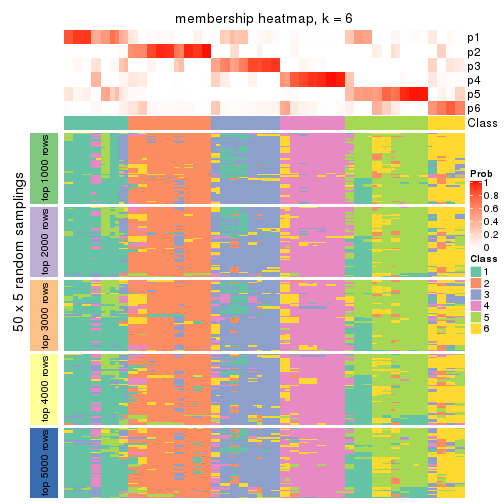 membership heatmap, k = 6
p1
p2
p3
p4
p5
p6
Class
50 x 5 random samplings
top 1000 rows
top 2000 rows
top 3000 rows
top 4000 rows
top 5000 rows
Prob
1
0.8
0.6
0.4
0.2
0
Class
1
2
3
4
5
6